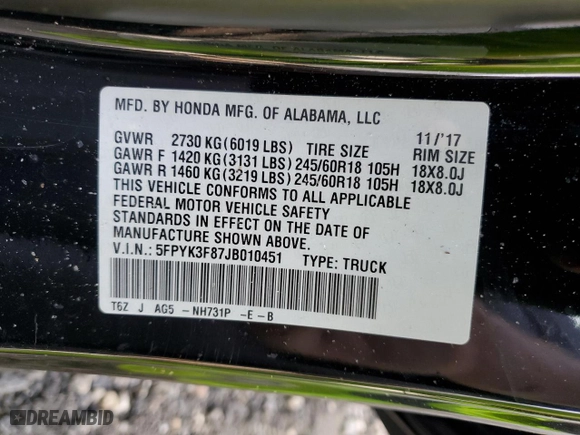 MFD. BY HONDA MFG. OF ALABAMA, LLC
GVWR 2730 KG(6019 LBS) TIRE SIZE 11/'17 RIM SIZE
GAWR F 1420 KG(3131 LBS) 245/60R18 105H 18X8.0J
GAWR R 1460 KG(3219 LBS) 245/60R18 105H 18X8.0J
THIS VEHICLE CONFORMS TO ALL APPLICABLE
FEDERAL MOTOR VEHICLE SAFETY
STANDARDS IN EFFECT ON THE DATE OF
MANUFACTURE SHOWN ABOVE.
V.I.N.: 5FPYK3F87JB010451 TYPE: TRUCK
T6Z J AG5 -NH731P -E-B
DREAMBID